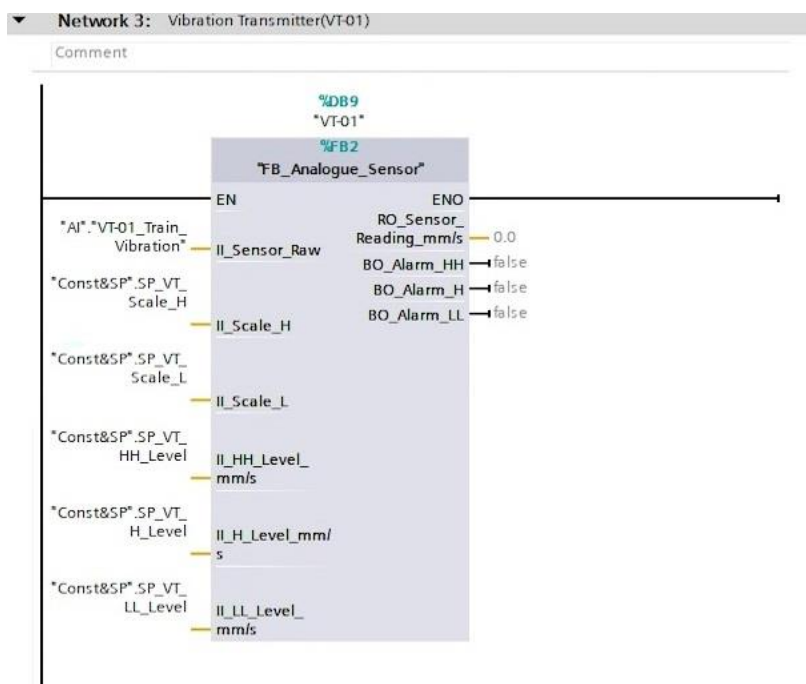 Network 3: Vibration Transmitter(VT-01)
Comment
%DB9
"VT-01"
%FB2
"FB_Analogue_Sensor"
EN ENO
"AI"."VT-01_Train_
Vibration" II_Sensor_Raw
RO_Sensor_
Reading_mm/s 0.0
BO_Alarm_HH false
BO_Alarm_H false
BO_Alarm_LL false
"Const&SP".SP_VT_
Scale_H
II_Scale_H
"Const&SP".SP_VT_
Scale_L
II_Scale_L
"Const&SP".SP_VT_
HH_Level
II_HH_Level_
mm/s
"Const&SP".SP_VT_
H_Level
II_H_Level_mm/
s
"Const&SP".SP_VT_
LL_Level
II_LL_Level_
mm/s